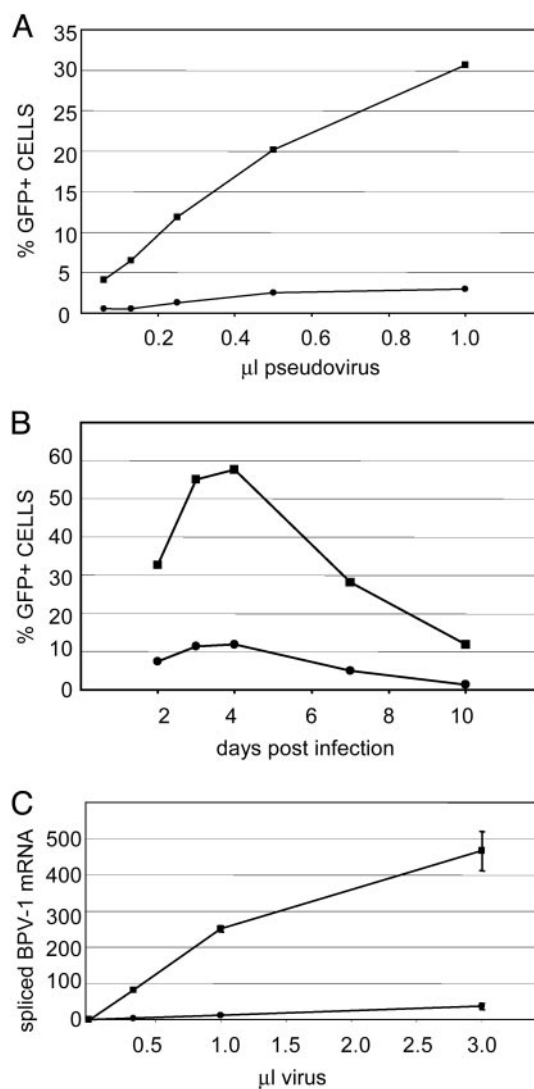 A
35
30
25
20
15
10
5
0
% GFP+ CELLS
0.2 0.4 0.6 0.8 1.0
µl pseudovirus
B
60
50
40
30
20
10
0
% GFP+ CELLS
2 4 6 8 10
days post infection
C
500
400
300
200
100
0
spliced BPV-1 mRNA
0.5 1.0 1.5 2.0 2.5 3.0
µl virus